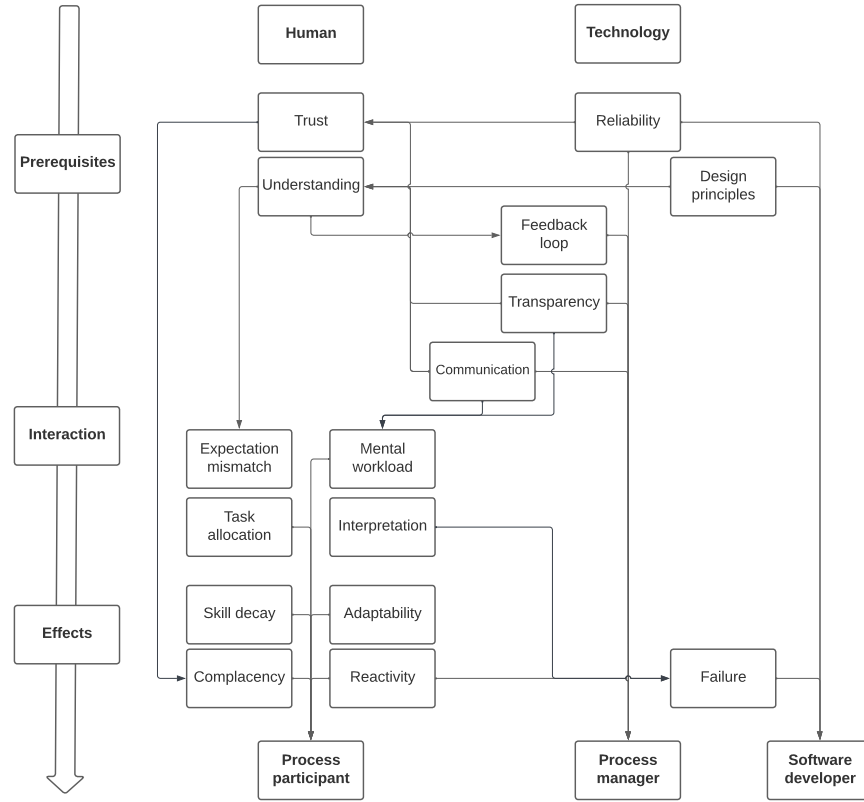 Human
Technology
Trust
Reliability
Prerequisites
Understanding
Design
principles
Feedback
loop
Transparency
Communication
Interaction
Expectation
mismatch
Mental
workload
Task
allocation
Interpretation
Effects
Skill decay
Adaptability
Complacency
Reactivity
Failure
Process
participant
Process
manager
Software
developer